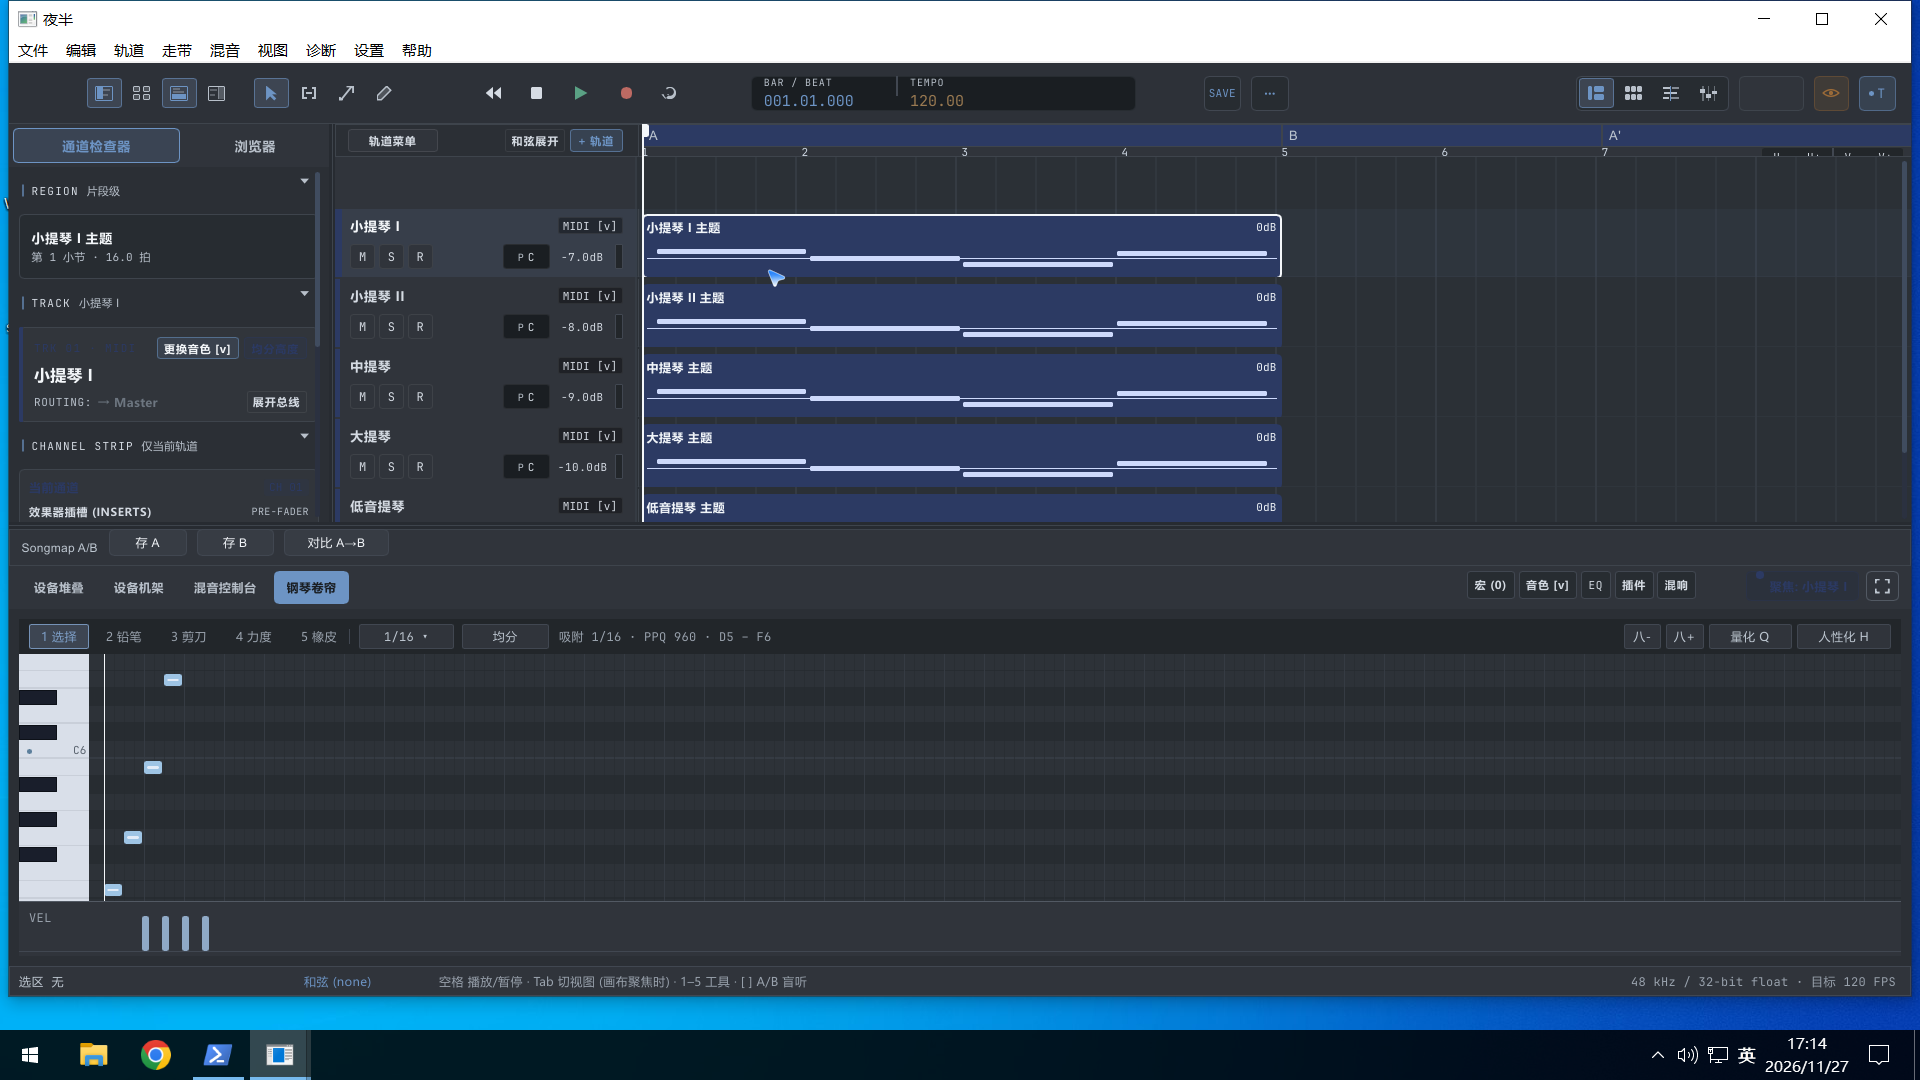 夜半
文件 编辑 轨道 走带 混音 视图 诊断 设置 帮助
BAR / BEAT
001.01.000
TEMPO
120.00
SAVE
...
T
通道检查器 浏览器
REGION 片段级
小提琴 I 主题
第 1 小节 · 16.0 拍
TRACK 小提琴 I
更换音色 [v]
小提琴 I
ROUTING: → Master
展开总线
CHANNEL STRIP 仅当前轨道
当前通道
效果器插槽 (INSERTS) PRE-FADER
轨道菜单 和弦展开 + 轨道
A B A'
1 2 3 4 5 6 7
小提琴 I MIDI [v]
M S R PC -7.0dB
小提琴 I 主题 0dB
小提琴 II MIDI [v]
M S R PC -8.0dB
小提琴 II 主题 0dB
中提琴 MIDI [v]
M S R PC -9.0dB
中提琴 主题 0dB
大提琴 MIDI [v]
M S R PC -10.0dB
大提琴 主题 0dB
低音提琴 MIDI [v]
低音提琴 主题 0dB
Songmap A/B 存 A 存 B 对比 A→B
设备堆叠 设备机架 混音控制台 钢琴卷帘
宏 (0) 音色 [v] EQ 插件 混响 聚焦: 小提琴 I
1 选择 2 铅笔 3 剪刀 4 力度 5 橡皮 1/16 均分 吸附 1/16 · PPQ 960 · D5 – F6
八- 八+ 量化 Q 人性化 H
C6
VEL
选区 无 和弦 (none) 空格 播放/暂停 · Tab 切视图 (画布聚焦时) · 1–5 工具 · [ ] A/B 盲听
48 kHz / 32-bit float · 目标 120 FPS
英
17:14
2026/11/27